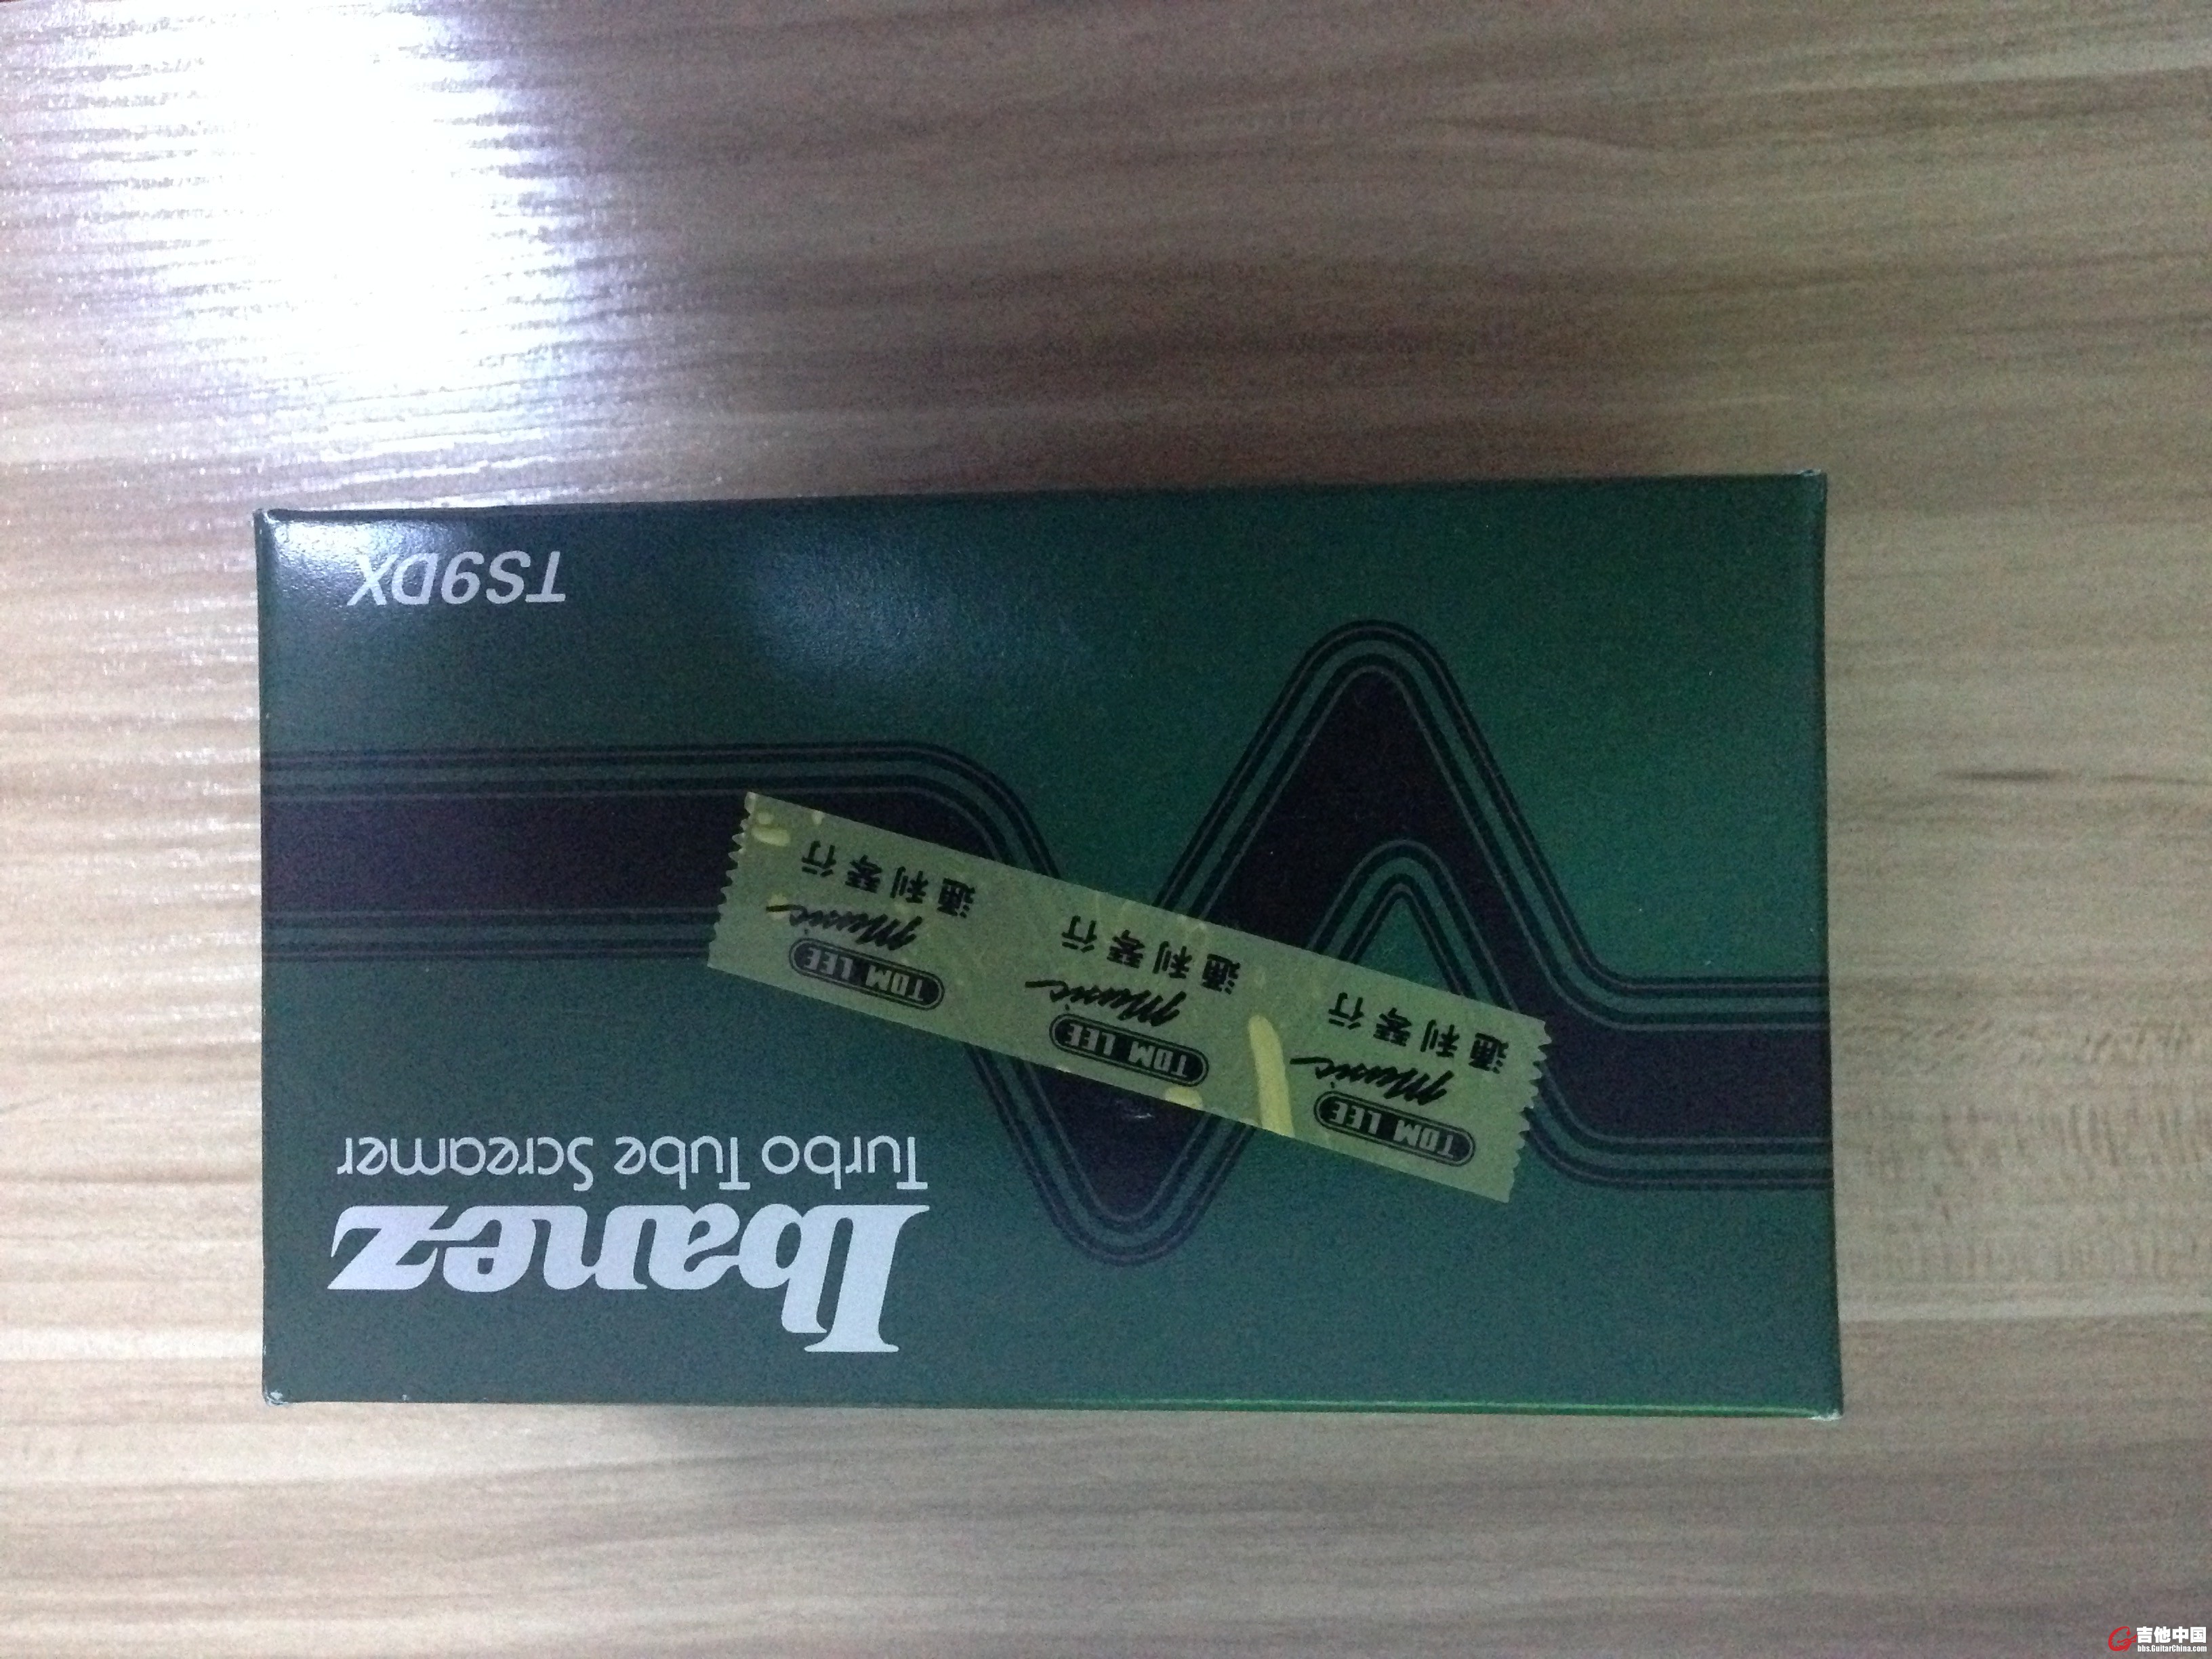 Ibanez
Turbo Tube Screamer
TOM LEE
Music
通利琴行
TOM LEE
Music
通利琴行
TOM LEE
Music
通利琴行
TS9DX
吉他中国
bbs.GuitarChina.com